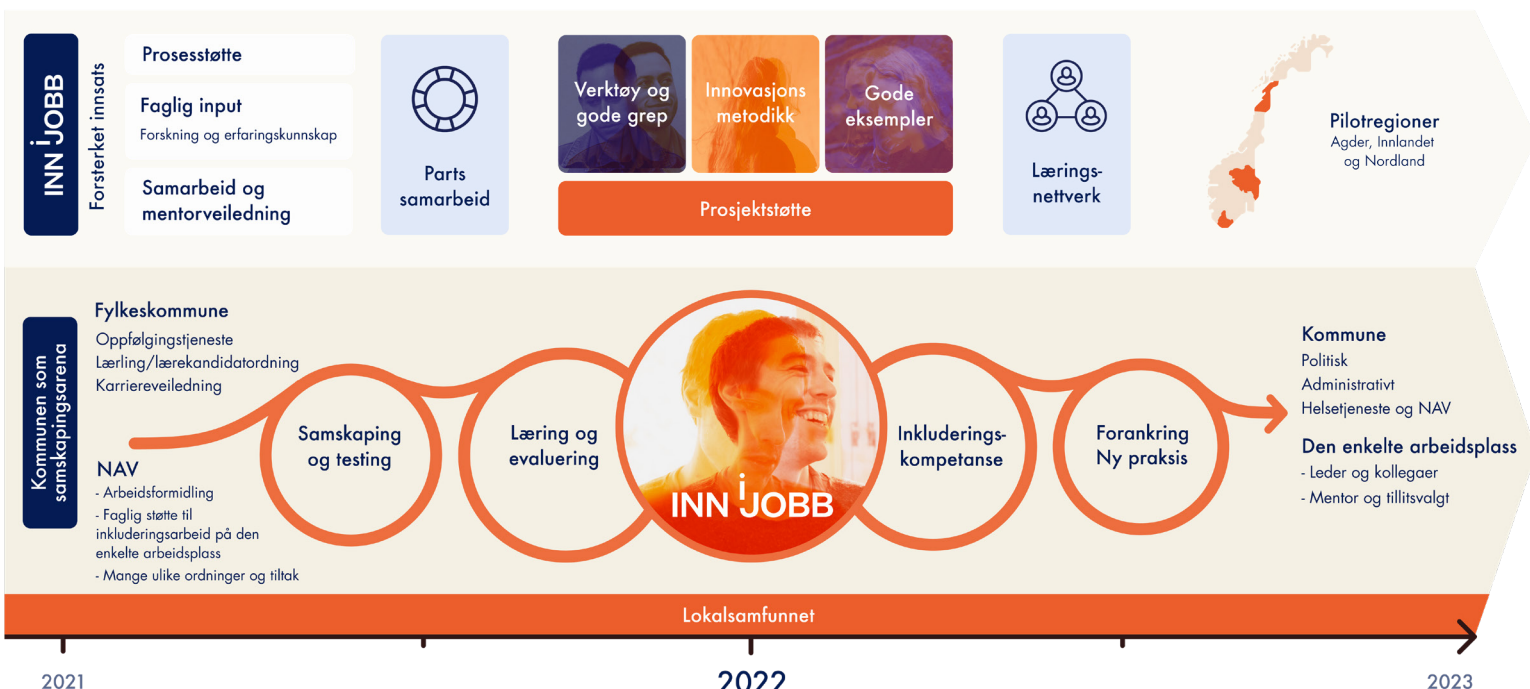 INN i JOBB
Forsterket innsats
Prosesstøtte
Faglig input
Forskning og erfaringskunnskap
Samarbeid og
mentorveiledning
Parts
samarbeid
Verktøy og
gode grep
Innovasjons
metodikk
Gode
eksempler
Prosjektstøtte
Lærings-
nettverk
Pilotregioner
Agder, Innlandet
og Nordland
Kommunen som
samskapingsarena
Fylkeskommune
Oppfølgingstjeneste
Lærling/lærekandidatordning
Karriereveiledning
NAV
- Arbeidsformidling
- Faglig støtte til
inkluderingsarbeid på den
enkelte arbeidsplass
- Mange ulike ordninger og tiltak
Samskaping
og testing
Læring og
evaluering
INN i JOBB
Inkluderings-
kompetanse
Forankring
Ny praksis
Kommune
Politisk
Administrativt
Helsetjeneste og NAV
Den enkelte arbeidsplass
- Leder og kollegaer
- Mentor og tillitsvalgt
Lokalsamfunnet
2021
2022
2023